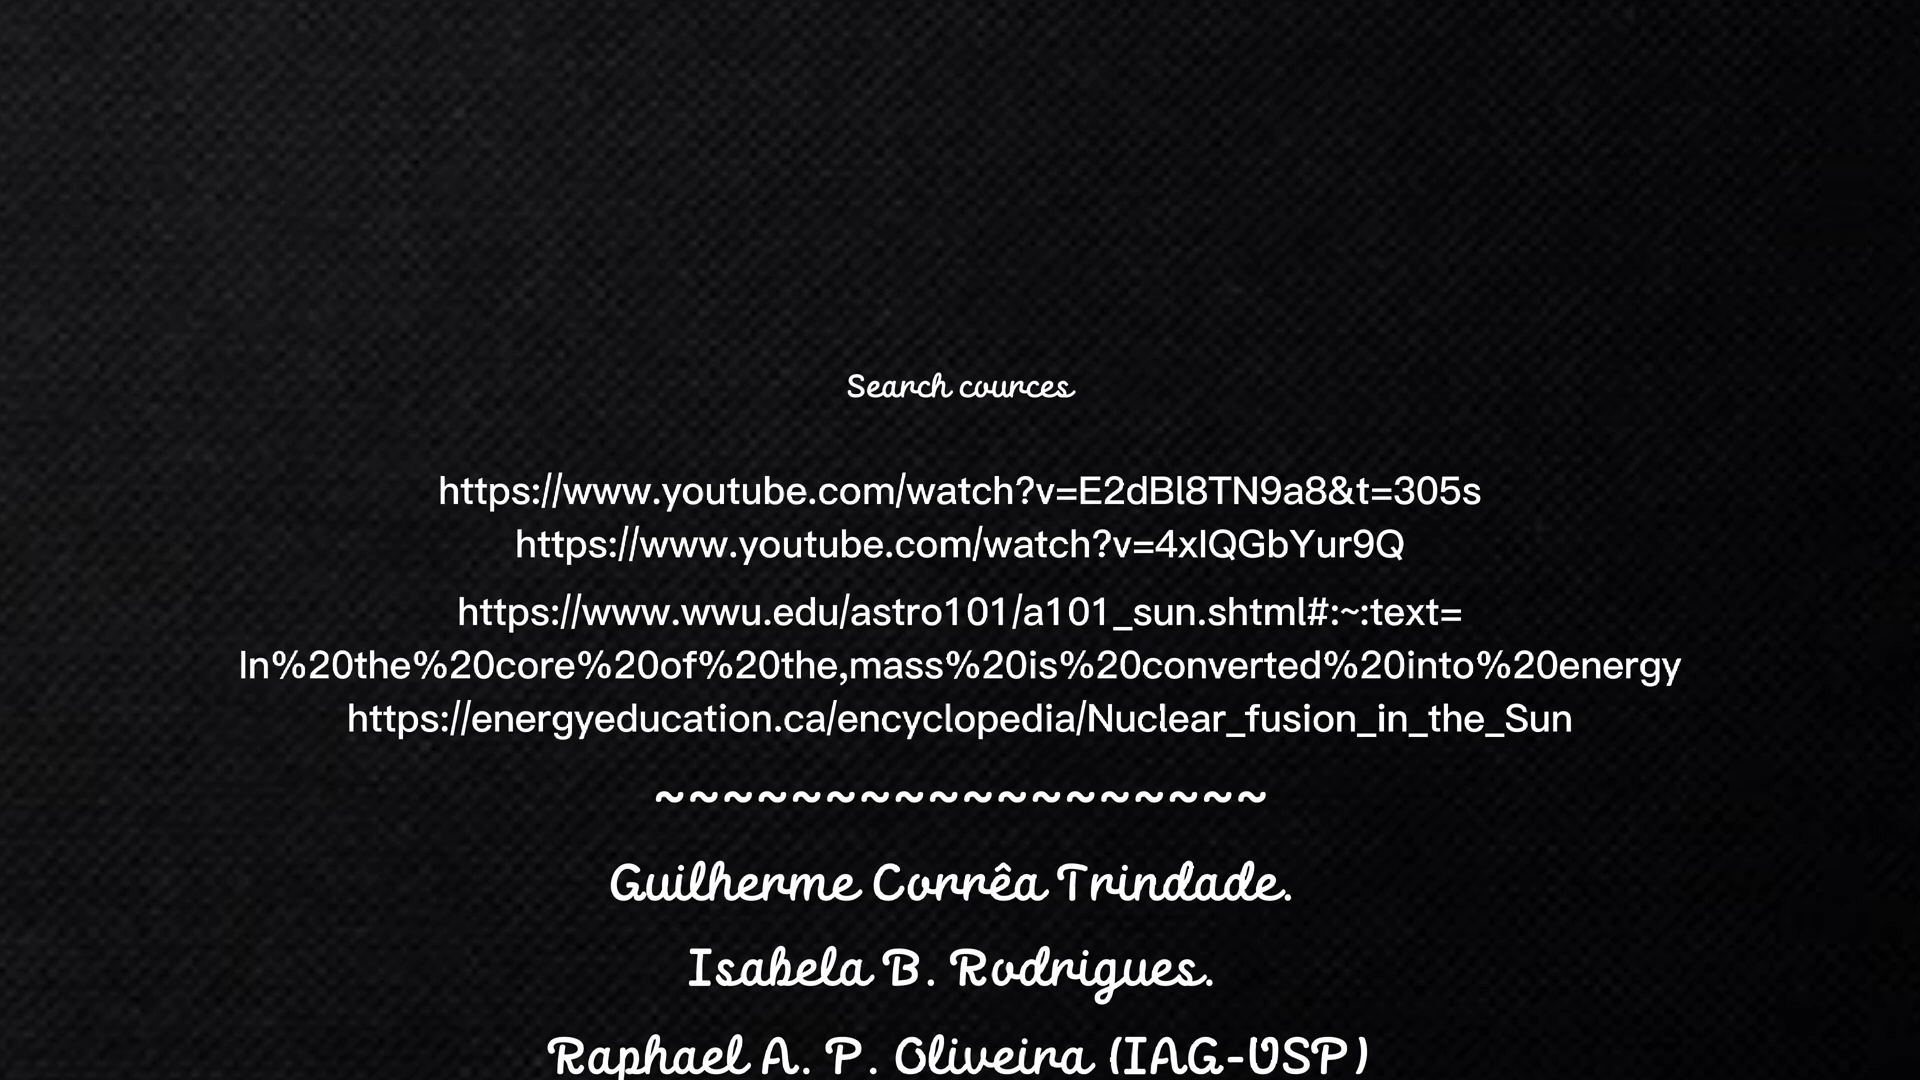 Search cources
https://www.youtube.com/watch?v=E2dBl8TN9a8&t=305s
https://www.youtube.com/watch?v=4xIQGbYur9Q
https://www.wwu.edu/astro101/a101_sun.shtml#:~:text=
In%20the%20core%20of%20the,mass%20is%20converted%20into%20energy
https://energyeducation.ca/encyclopedia/Nuclear_fusion_in_the_Sun
~~~~~~~~~~~~~~~~~~
Guilherme Corrêa Trindade.
Isabela B. Rodrigues.
Raphael A. P. Oliveira (IAG-USP)